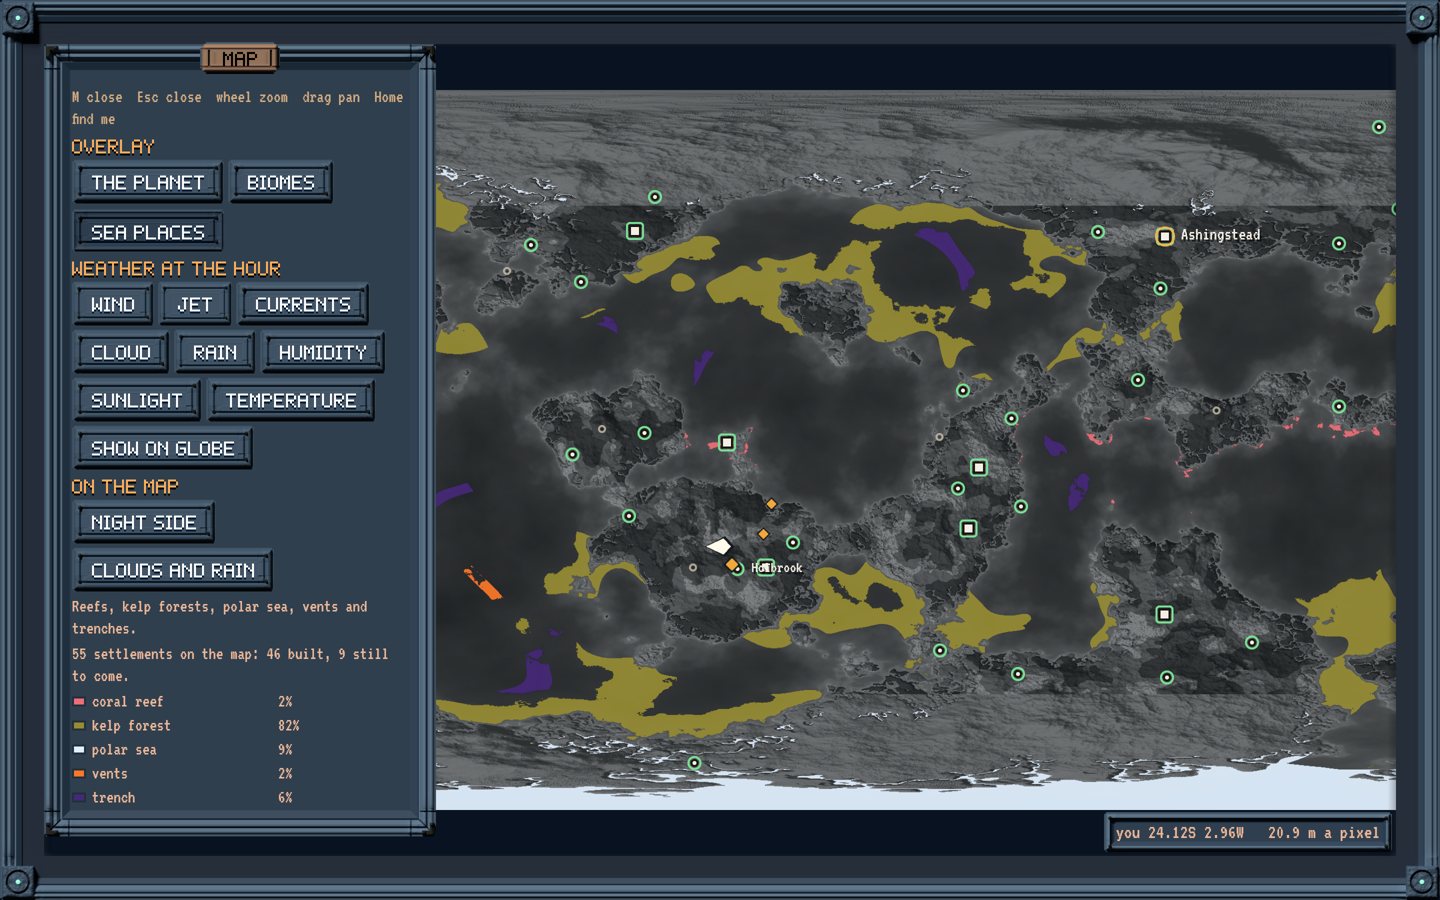 MAP
M close  Esc close  wheel zoom  drag pan  Home
find me
OVERLAY
THE PLANET
BIOMES
SEA PLACES
WEATHER AT THE HOUR
WIND
JET
CURRENTS
CLOUD
RAIN
HUMIDITY
SUNLIGHT
TEMPERATURE
SHOW ON GLOBE
ON THE MAP
NIGHT SIDE
CLOUDS AND RAIN
Reefs, kelp forests, polar sea, vents and
trenches.
55 settlements on the map: 46 built, 9 still
to come.
coral reef 2%
kelp forest 82%
polar sea 9%
vents 2%
trench 6%
Ashingstead
you 24.12S 2.96W  20.9 m a pixel